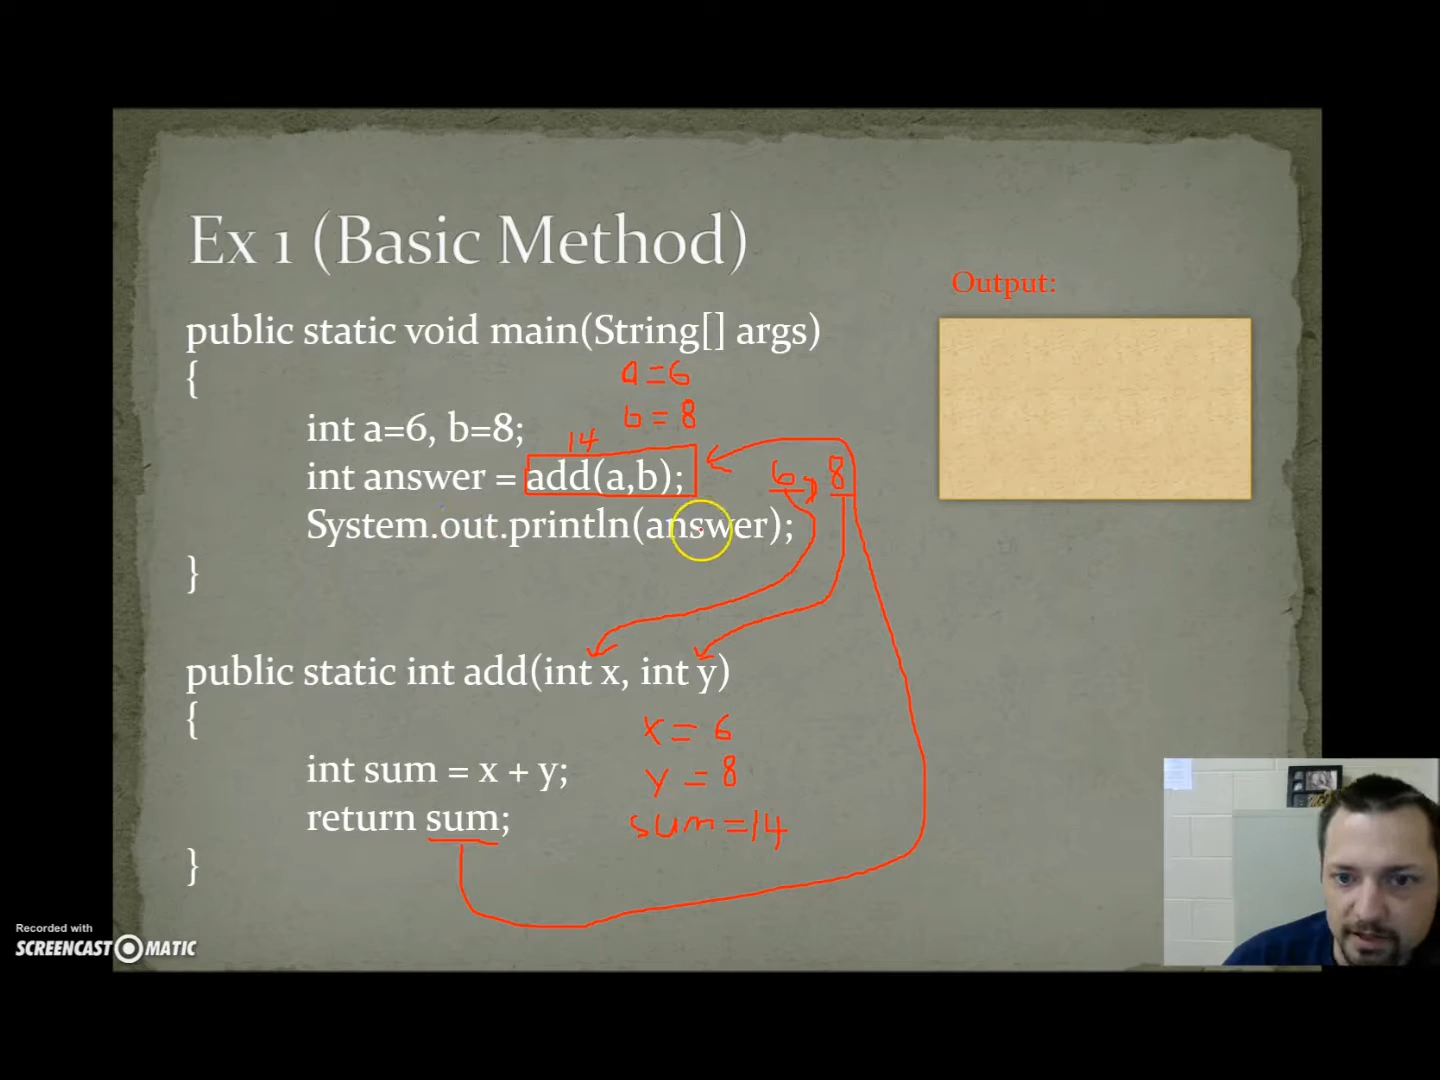 Ex 1 (Basic Method)
Output:
public static void main(String[] args)
{
a=6
b=8
int a=6, b=8;
14
int answer = add(a,b);
6, 8
System.out.println(answer);
}
public static int add(int x, int y)
{
x= 6
int sum = x + y;
y =8
return sum;
sum=14
}
Recorded with
SCREENCAST MATIC